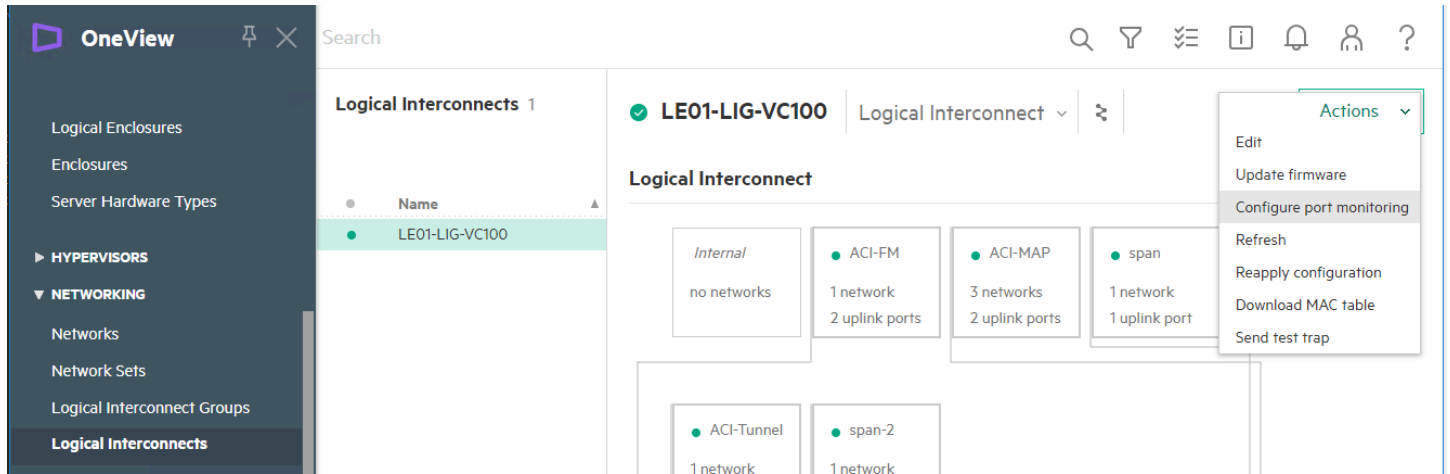 OneView
Search
Logical Enclosures
Enclosures
Server Hardware Types
HYPERVISORS
NETWORKING
Networks
Network Sets
Logical Interconnect Groups
Logical Interconnects
Logical Interconnects 1
Name
LE01-LIG-VC100
LE01-LIG-VC100 Logical Interconnect
Logical Interconnect
Internal
no networks
ACI-FM
1 network
2 uplink ports
ACI-MAP
3 networks
2 uplink ports
span
1 network
1 uplink port
ACI-Tunnel
1 network
span-2
1 network
Actions
Edit
Update firmware
Configure port monitoring
Refresh
Reapply configuration
Download MAC table
Send test trap